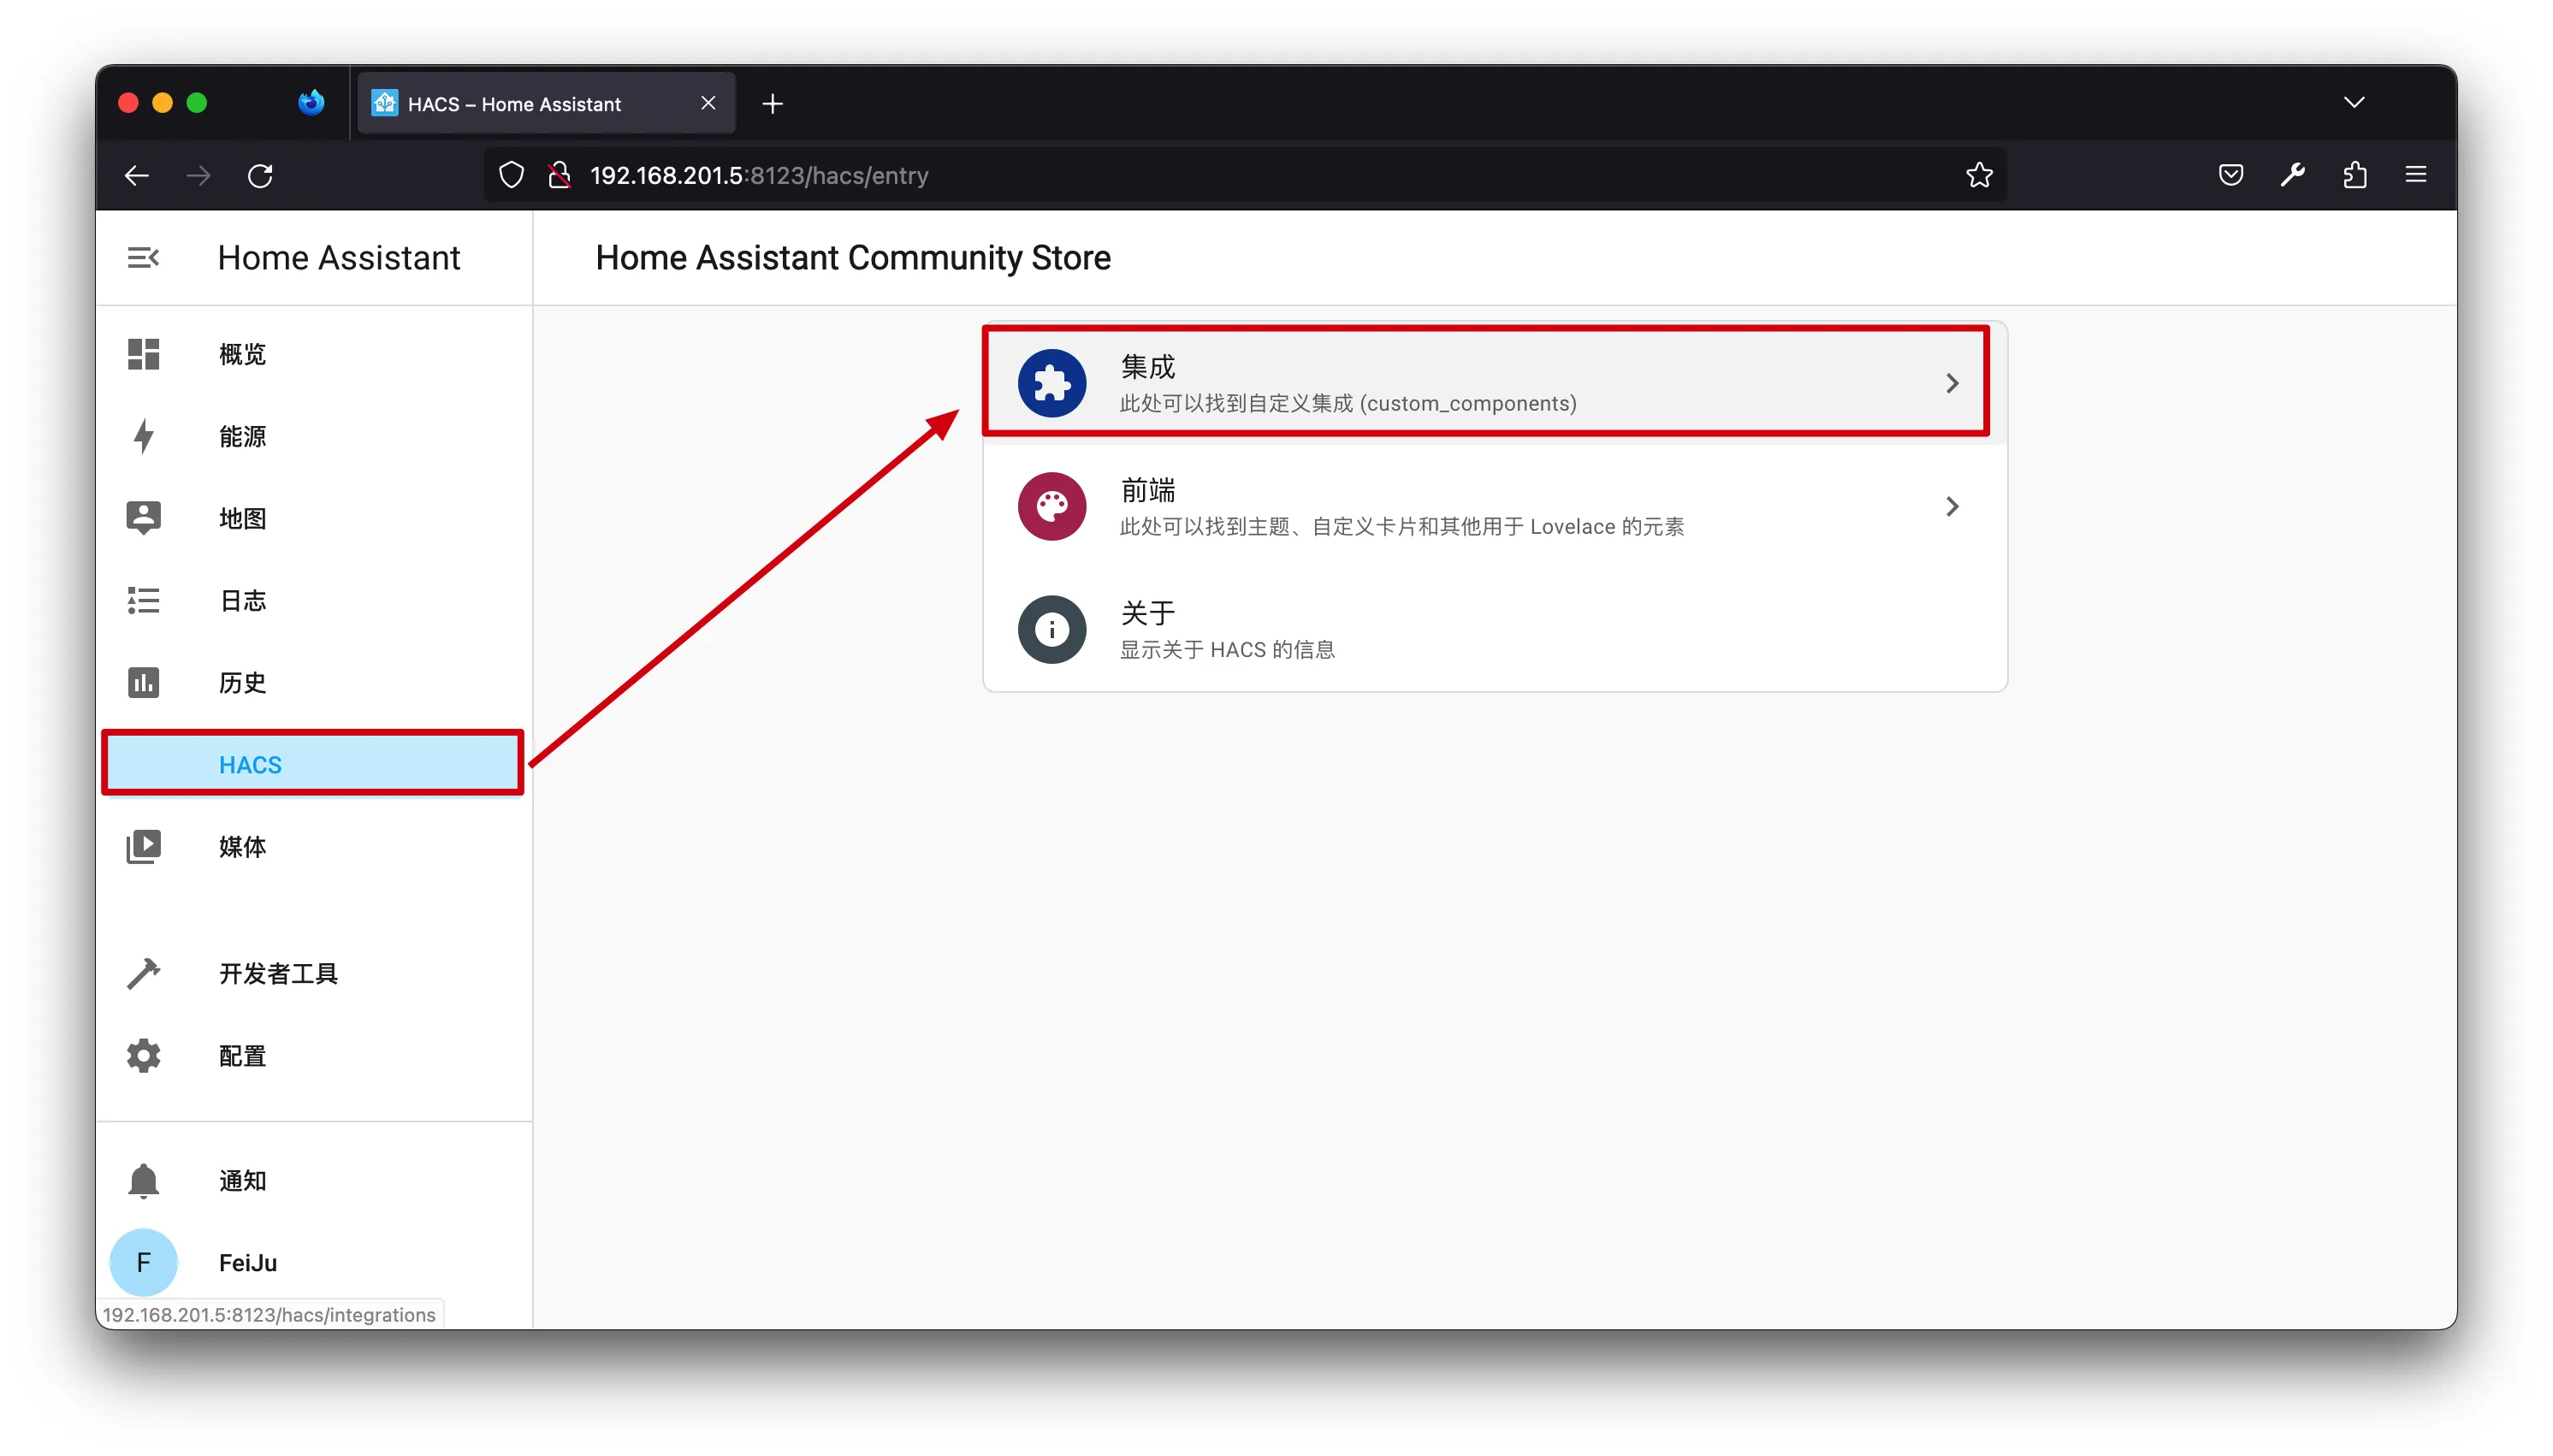 HACS – Home Assistant
192.168.201.5:8123/hacs/entry
Home Assistant
Home Assistant Community Store
概览
能源
地图
日志
历史
HACS
媒体
开发者工具
配置
通知
F
FeiJu
192.168.201.5:8123/hacs/integrations
集成
此处可以找到自定义集成 (custom_components)
前端
此处可以找到主题、自定义卡片和其他用于 Lovelace 的元素
关于
显示关于 HACS 的信息